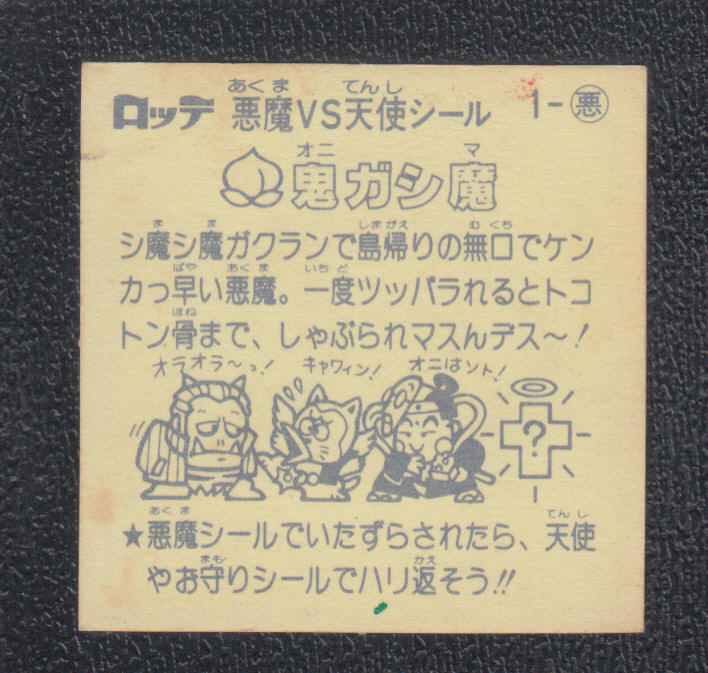 ロッテ 悪魔VS天使シール 1-悪
あくま てんし
鬼ガシ魔
オニ マ
シ魔シ魔ガクランで島帰りの無口でケン
ま ま しまがえ むくち
カっ早い悪魔。一度ツッパラれるとトコ
ばや あくま いちど
トン骨まで、しゃぶられマスんデス〜!
ほね
オラオラ〜っ! キャワィン! オニはソト!
?
★悪魔シールでいたずらされたら、天使
あくま てんし
やお守りシールでハリ返そう!!
まも かえ